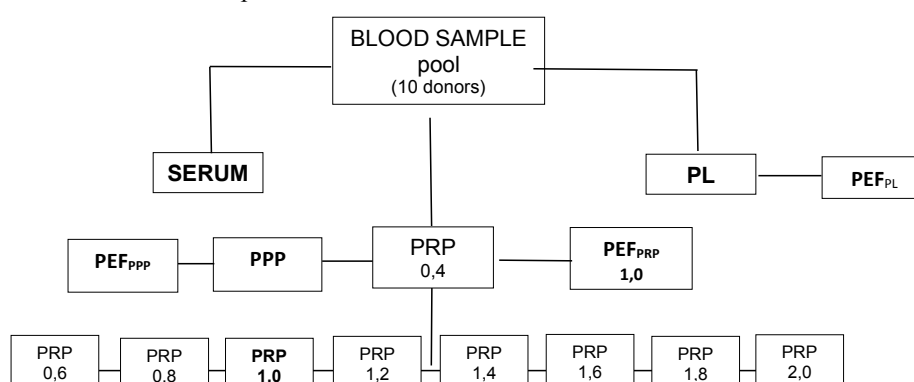 BLOOD SAMPLE
pool
(10 donors)
SERUM
PL
PEFPL
PEFPPP
PPP
PRP
0,4
PEFPRP
1,0
PRP
0,6
PRP
0,8
PRP
1,0
PRP
1,2
PRP
1,4
PRP
1,6
PRP
1,8
PRP
2,0